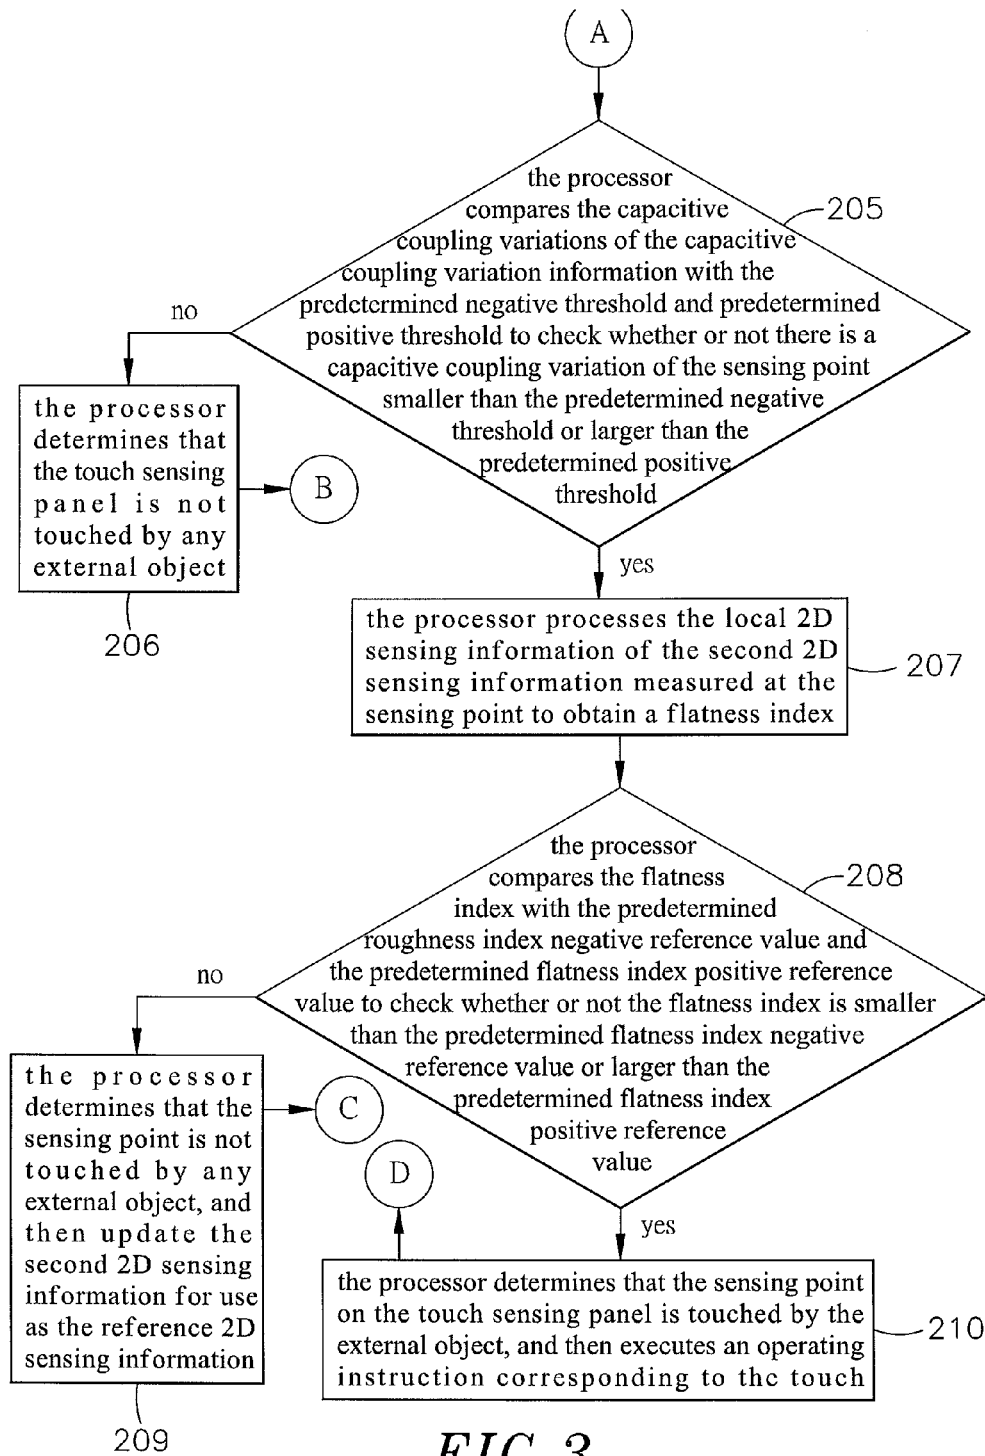 A
the processor
compares the capacitive
coupling variations of the capacitive
coupling variation information with the
predetermined negative threshold and predetermined
positive threshold to check whether or not there is a
capacitive coupling variation of the sensing point
smaller than the predetermined negative
threshold or larger than the
predetermined positive
threshold
205
no
the processor
determines that
the touch sensing
panel is not
touched by any
external object
B
206
yes
the processor processes the local 2D
sensing information of the second 2D
sensing information measured at the
sensing point to obtain a flatness index
207
the processor
compares the flatness
index with the predetermined
roughness index negative reference value and
the predetermined flatness index positive reference
value to check whether or not the flatness index is smaller
than the predetermined flatness index negative
reference value or larger than the
predetermined flatness index
positive reference
value
208
no
the processor
determines that the
sensing point is not
touched by any
external object, and
then update the
second 2D sensing
information for use
as the reference 2D
sensing information
C
D
209
yes
the processor determines that the sensing point
on the touch sensing panel is touched by the
external object, and then executes an operating
instruction corresponding to the touch
210
FIG. 3